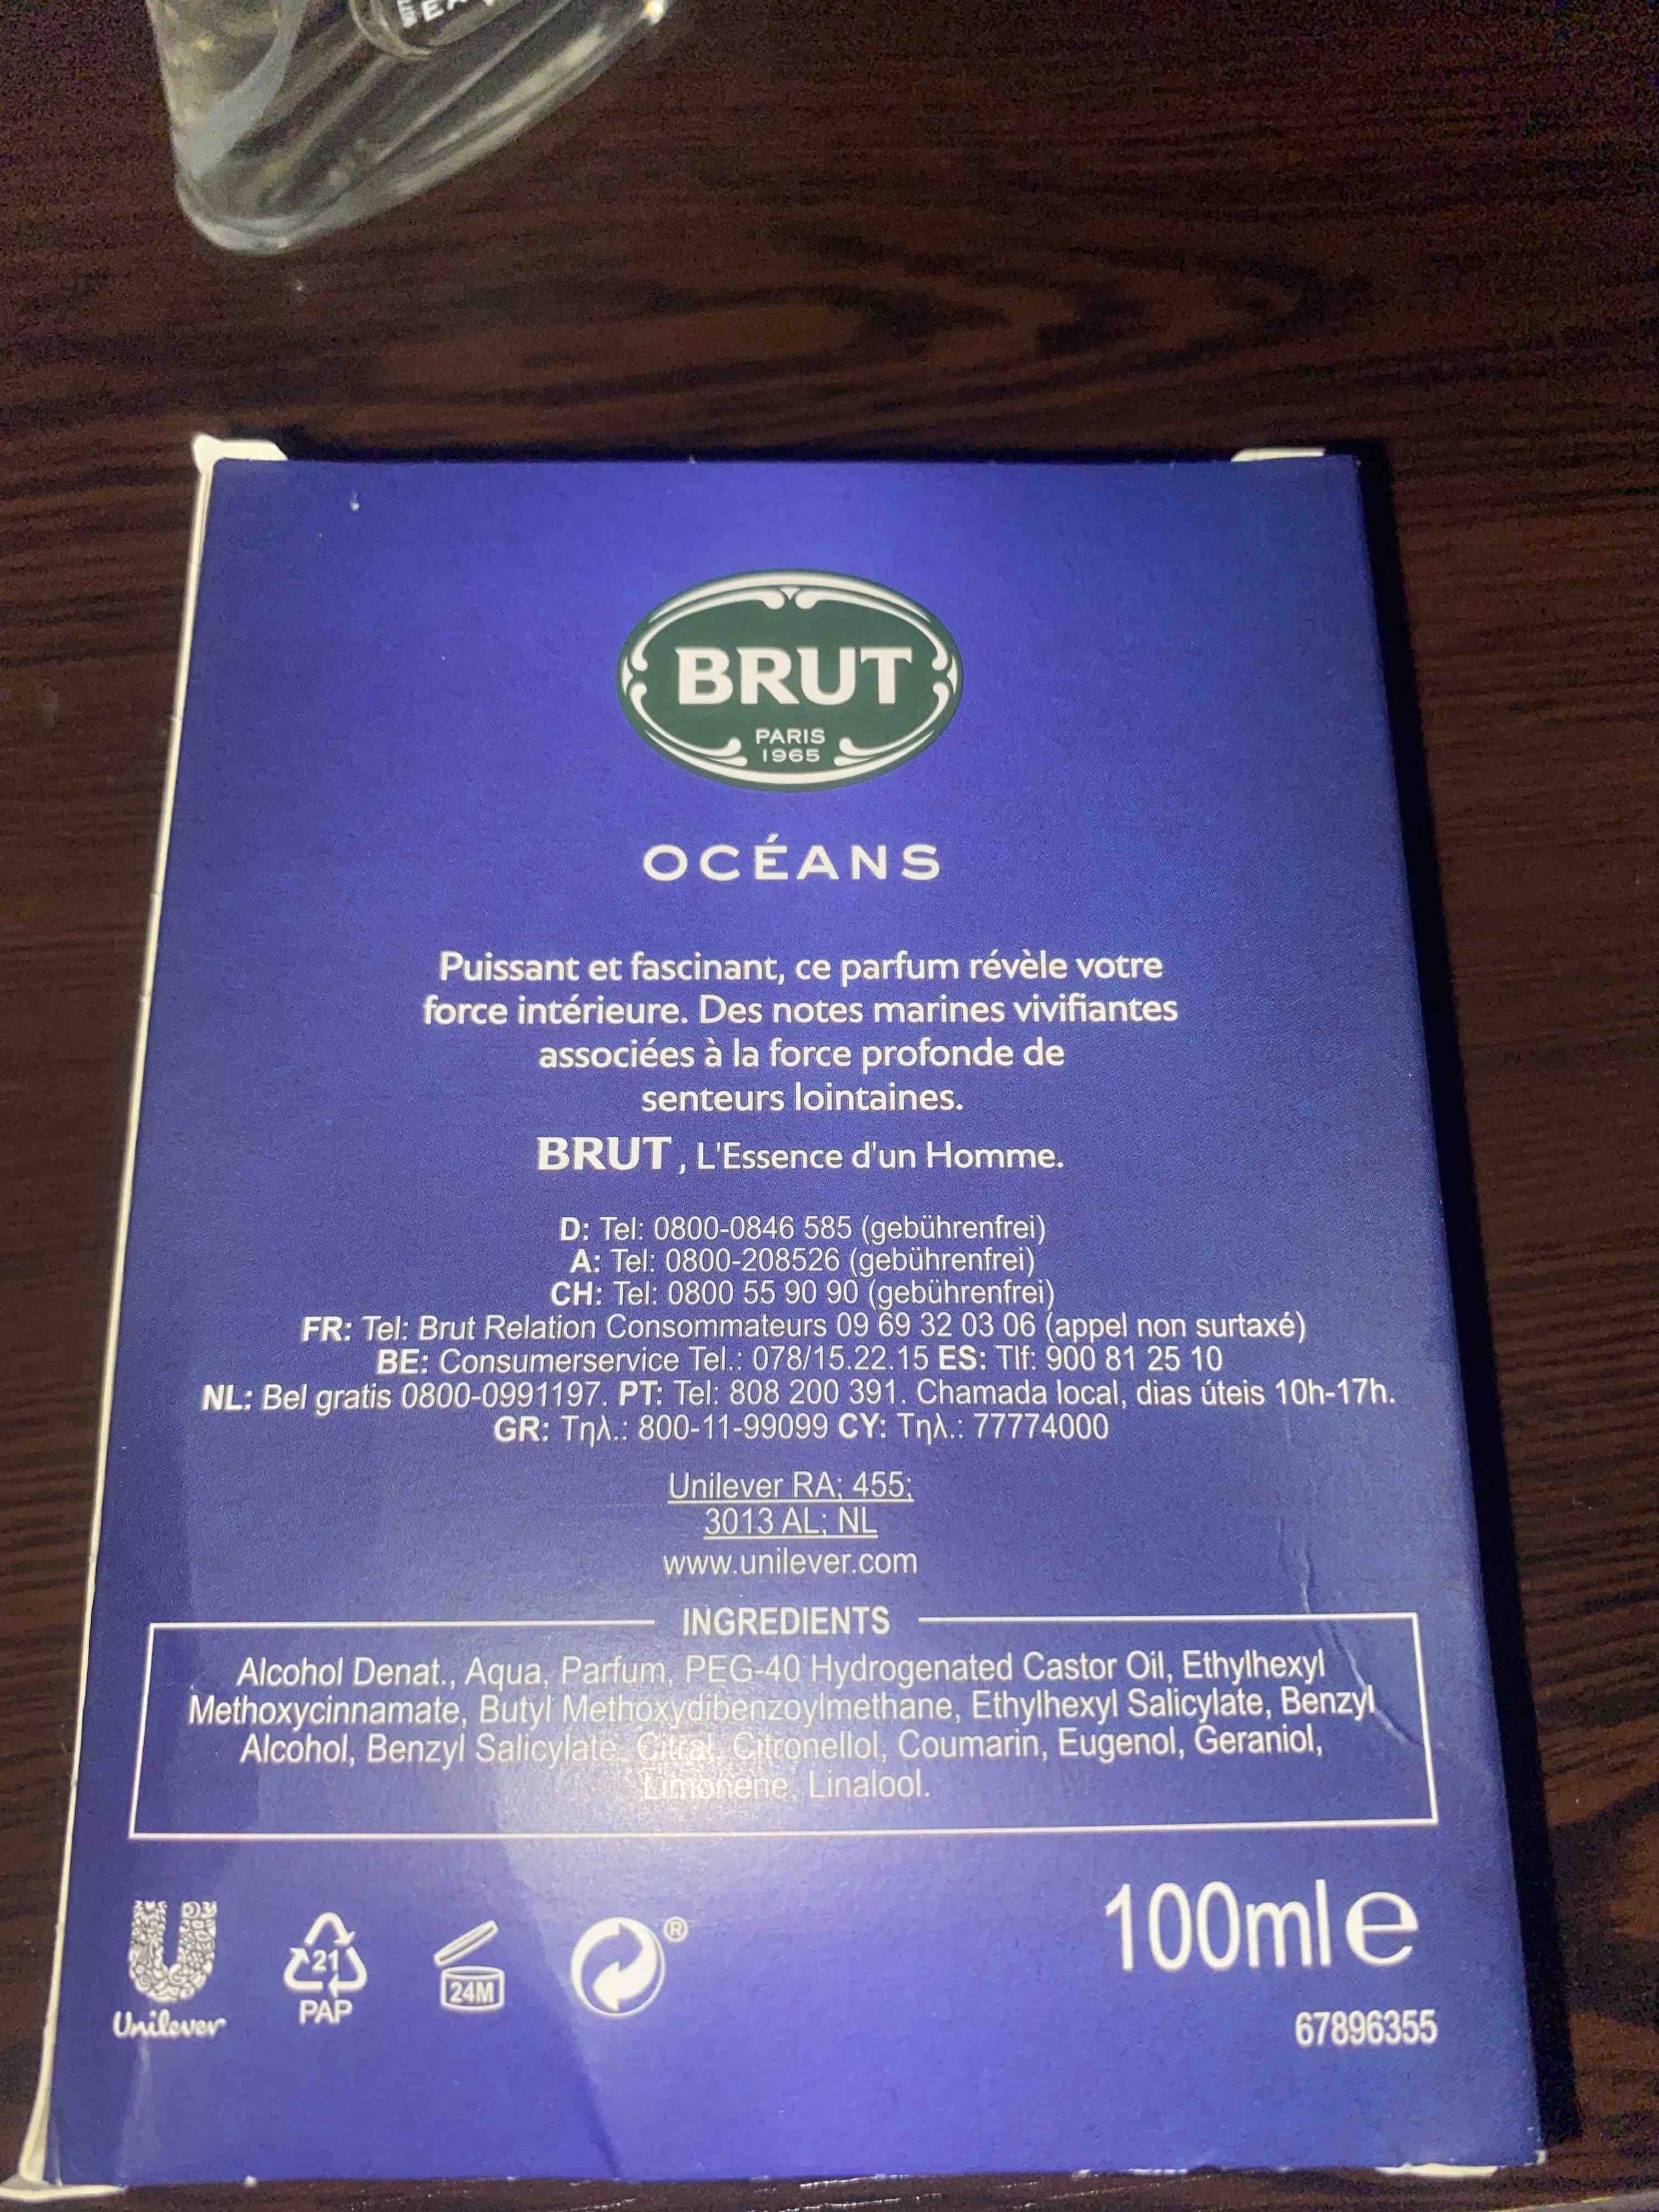 BRUT
PARIS
1965
OCÉANS
Puissant et fascinant, ce parfum révèle votre
force intérieure. Des notes marines vivifiantes
associées à la force profonde de
senteurs lointaines.
BRUT, L'Essence d'un Homme.
D: Tel: 0800-0846 585 (gebührenfrei)
A: Tel: 0800-208526 (gebührenfrei)
CH: Tel: 0800 55 90 90 (gebührenfrei)
FR: Tel: Brut Relation Consommateurs 09 69 32 03 06 (appel non surtaxé)
BE: Consumerservice Tel.: 078/15.22.15 ES: Tlf: 900 81 25 10
NL: Bel gratis 0800-0991197. PT: Tel: 808 200 391. Chamada local, dias úteis 10h-17h.
GR: Τηλ.: 800-11-99099 CY: Τηλ.: 77774000
Unilever RA; 455;
3013 AL; NL
www.unilever.com
INGREDIENTS
Alcohol Denat., Aqua, Parfum, PEG-40 Hydrogenated Castor Oil, Ethylhexyl
Methoxycinnamate, Butyl Methoxydibenzoylmethane, Ethylhexyl Salicylate, Benzyl
Alcohol, Benzyl Salicylate, Citral, Citronellol, Coumarin, Eugenol, Geraniol,
Limonene, Linalool.
100ml e
67896355
Unilever
21
PAP
24M
®